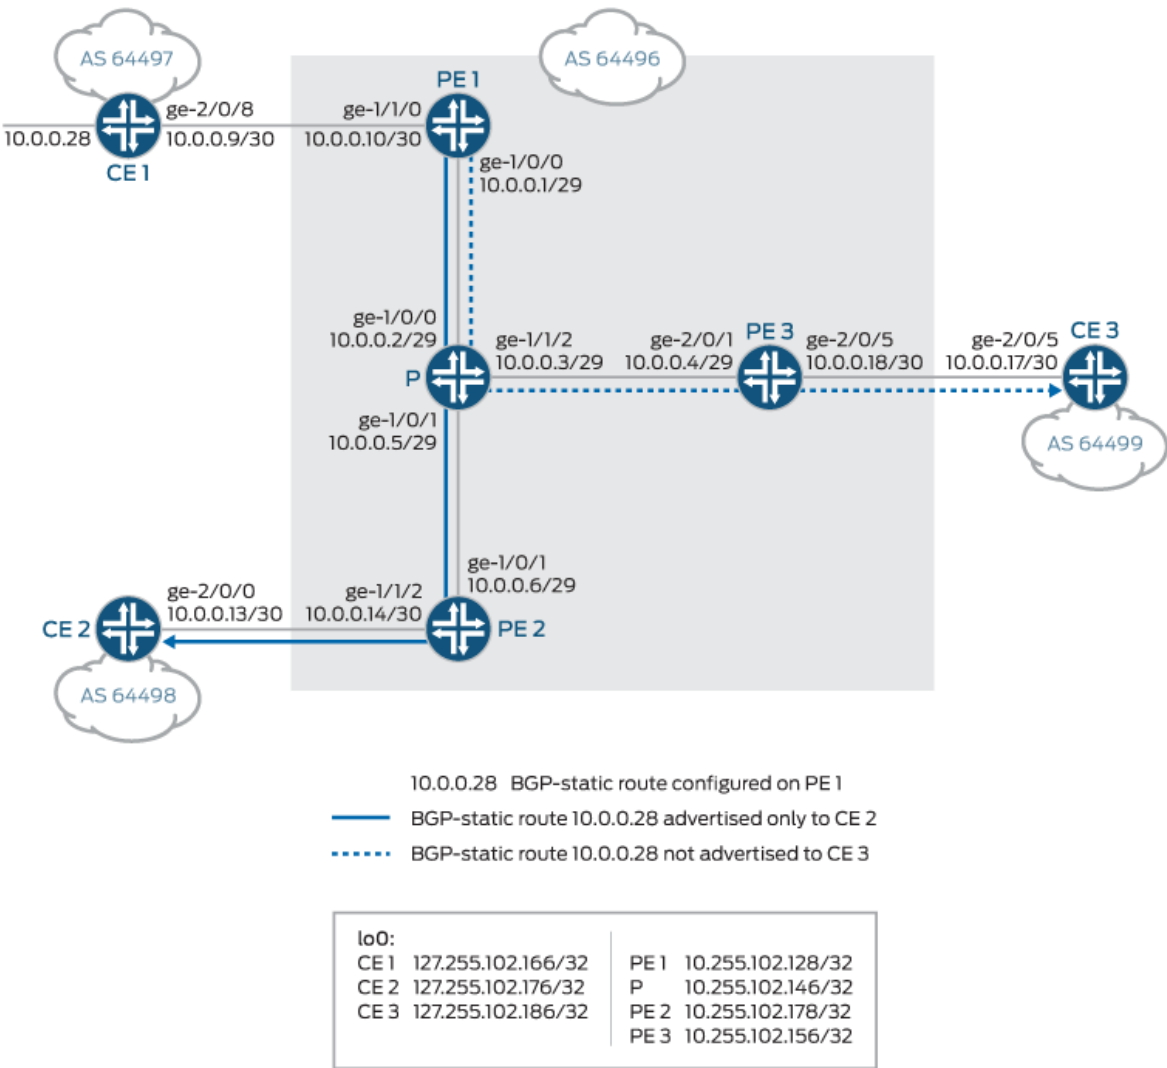 AS 64497
AS 64496
PE 1
ge-2/0/8
ge-1/1/0
10.0.0.28
10.0.0.9/30
10.0.0.10/30
CE 1
ge-1/0/0
10.0.0.1/29
ge-1/0/0
10.0.0.2/29
ge-1/1/2
10.0.0.3/29
ge-2/0/1
10.0.0.4/29
PE 3
ge-2/0/5
10.0.0.18/30
ge-2/0/5
10.0.0.17/30
CE 3
P
ge-1/0/1
10.0.0.5/29
AS 64499
ge-1/0/1
10.0.0.6/29
ge-2/0/0
10.0.0.13/30
ge-1/1/2
10.0.0.14/30
CE 2
PE 2
AS 64498
10.0.0.28 BGP-static route configured on PE 1
BGP-static route 10.0.0.28 advertised only to CE 2
BGP-static route 10.0.0.28 not advertised to CE 3
lo0:
CE 1 127.255.102.166/32
CE 2 127.255.102.176/32
CE 3 127.255.102.186/32
PE 1 10.255.102.128/32
P 10.255.102.146/32
PE 2 10.255.102.178/32
PE 3 10.255.102.156/32